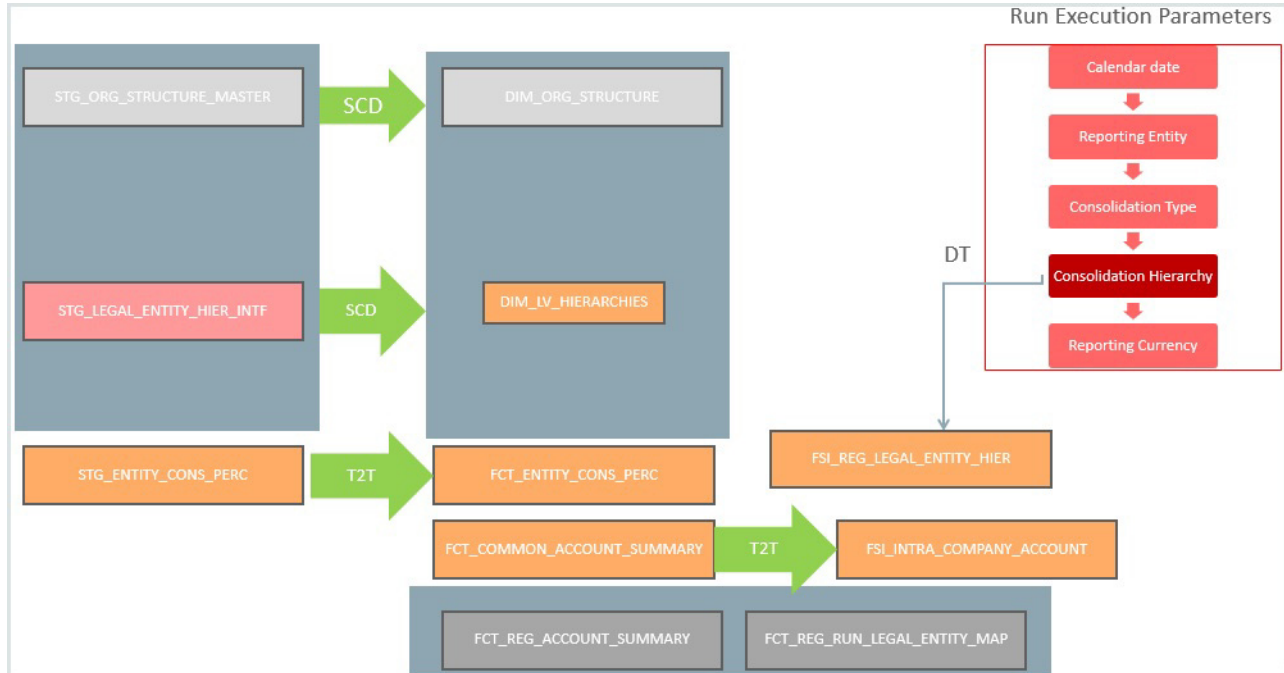 Run Execution Parameters
STG_ORG_STRUCTURE_MASTER
SCD
DIM_ORG_STRUCTURE
Calendar date
Reporting Entity
Consolidation Type
DT
Consolidation Hierarchy
STG_LEGAL_ENTITY_HIER_INTF
SCD
DIM_LV_HIERARCHIES
Reporting Currency
STG_ENTITY_CONS_PERC
T2T
FCT_ENTITY_CONS_PERC
FSI_REG_LEGAL_ENTITY_HIER
FCT_COMMON_ACCOUNT_SUMMARY
T2T
FSI_INTRA_COMPANY_ACCOUNT
FCT_REG_ACCOUNT_SUMMARY
FCT_REG_RUN_LEGAL_ENTITY_MAP